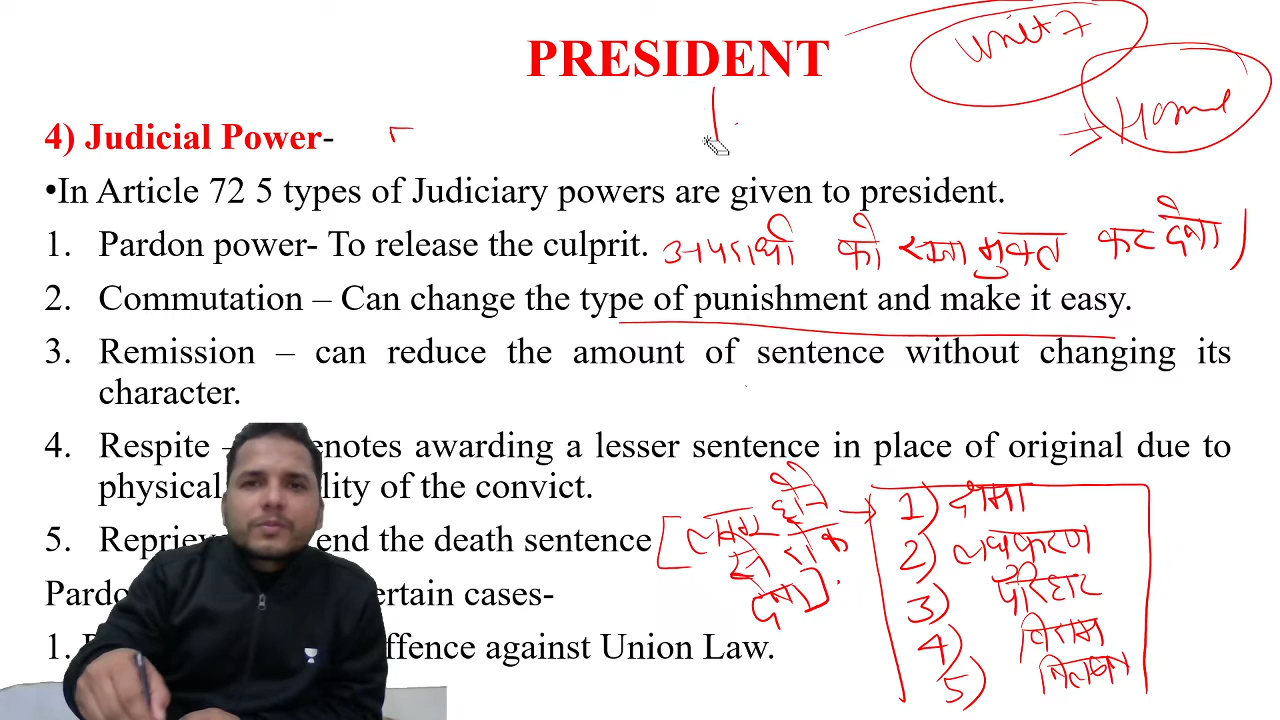 PRESIDENT
unit 7
Home
4) Judicial Power-
•In Article 72 5 types of Judiciary powers are given to president.
1. Pardon power- To release the culprit. अपराधी को सजा मुक्त कर देना
2. Commutation – Can change the type of punishment and make it easy.
3. Remission – can reduce the amount of sentence without changing its
character.
4. Respite – enotes awarding a lesser sentence in place of original due to
physical lity of the convict.
5. Repriev end the death sentence [लागू होने
से रोक
देना].
Pardo ertain cases-
1. ffence against Union Law.
1) क्षमा
2) लघुकरण
3) परिहार
4) विराम
5) प्रविलंबन